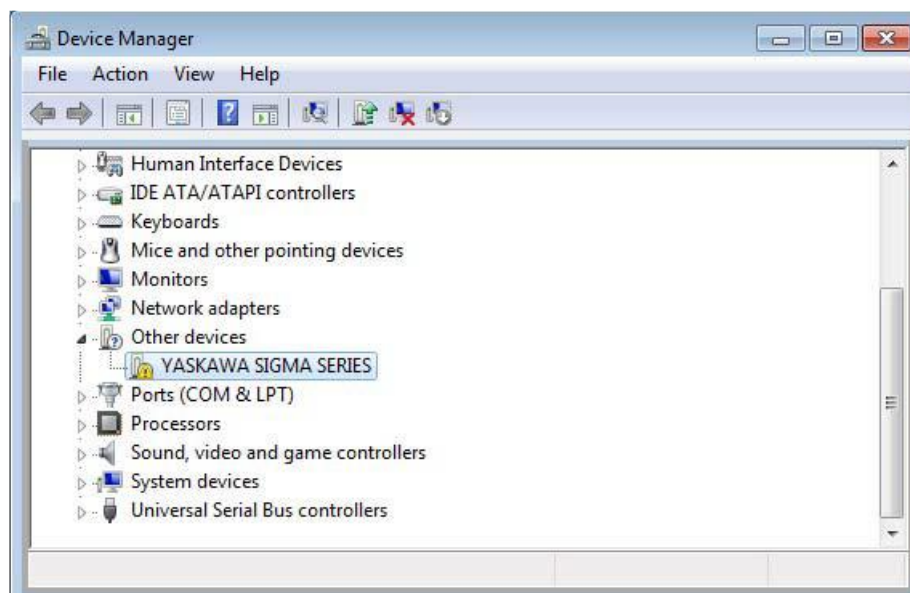 Device Manager
File Action View Help
Human Interface Devices
IDE ATA/ATAPI controllers
Keyboards
Mice and other pointing devices
Monitors
Network adapters
Other devices
YASKAWA SIGMA SERIES
Ports (COM & LPT)
Processors
Sound, video and game controllers
System devices
Universal Serial Bus controllers